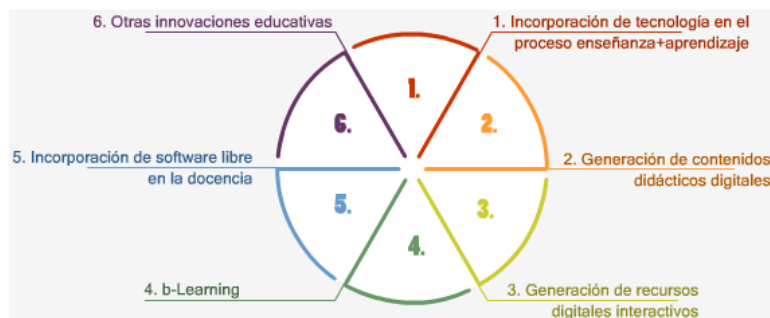 6. Otras innovaciones educativas
1. Incorporación de tecnología en el
proceso enseñanza+aprendizaje
1.
6.
2.
5. Incorporación de software libre
en la docencia
2. Generación de contenidos
didácticos digitales
5.
3.
4.
4. b-Learning
3. Generación de recursos
digitales interactivos